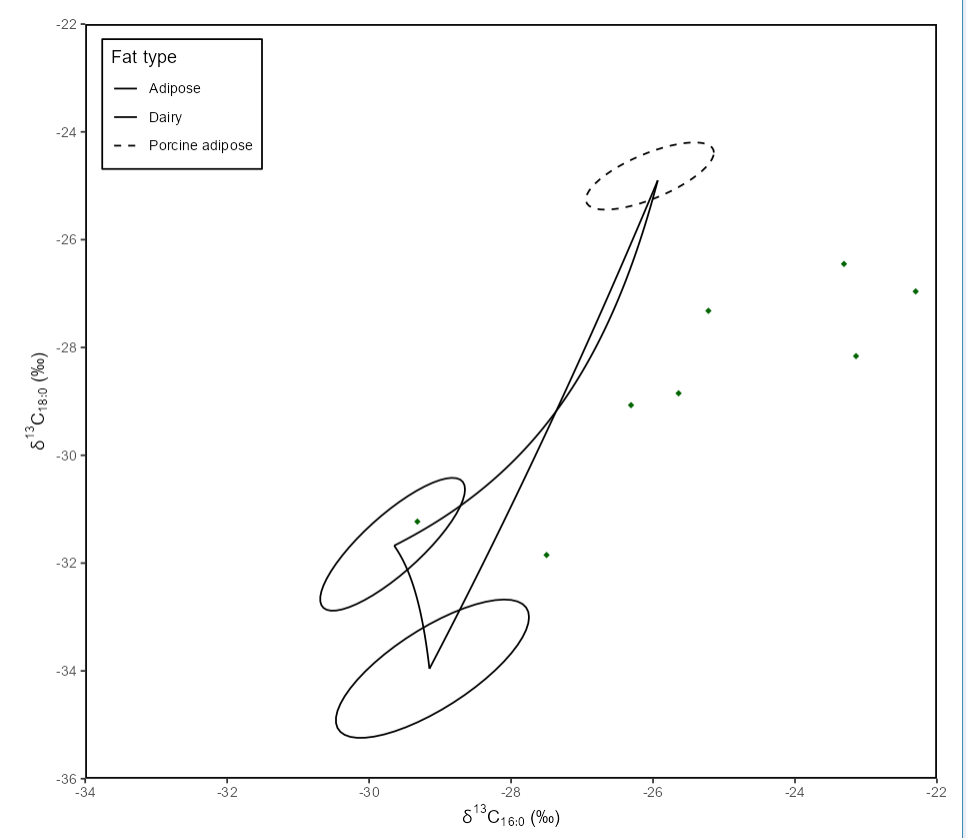 -22
Fat type
Adipose
Dairy
Porcine adipose
-24
-26
-28
-30
-32
-34
-36
δ¹³C₁₈:₀ (‰)
-34 -32 -30 -28 -26 -24 -22
δ¹³C₁₆:₀ (‰)